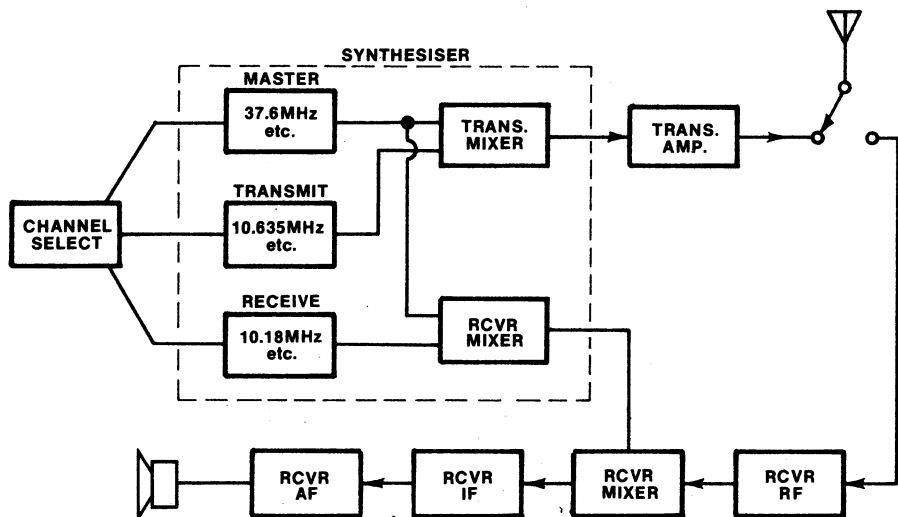 SYNTHESISER
MASTER
37.6MHz
etc.
TRANS.
MIXER
TRANS.
AMP.
TRANSMIT
10.635MHz
etc.
CHANNEL
SELECT
RECEIVE
10.18MHz
etc.
RCVR
MIXER
RCVR
AF
RCVR
IF
RCVR
MIXER
RCVR
RF